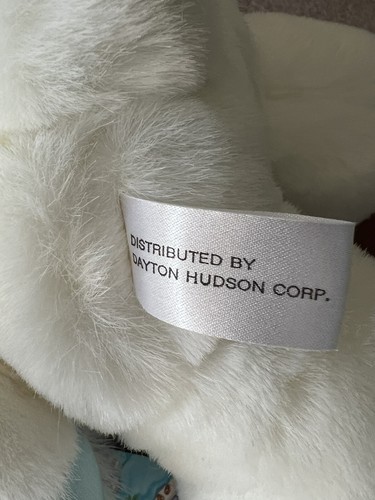 DISTRIBUTED BY
DAYTON HUDSON CORP.